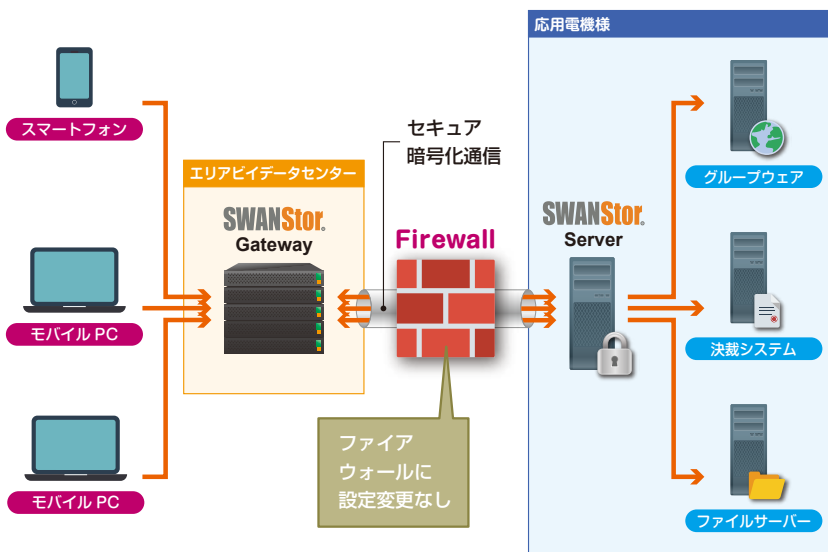 応用電機様
スマートフォン
セキュア
暗号化通信
エリアビイデータセンター
グループウェア
SWANStor.
Gateway
Firewall
SWANStor.
Server
モバイル PC
決裁システム
ファイア
ウォールに
設定変更なし
モバイル PC
ファイルサーバー